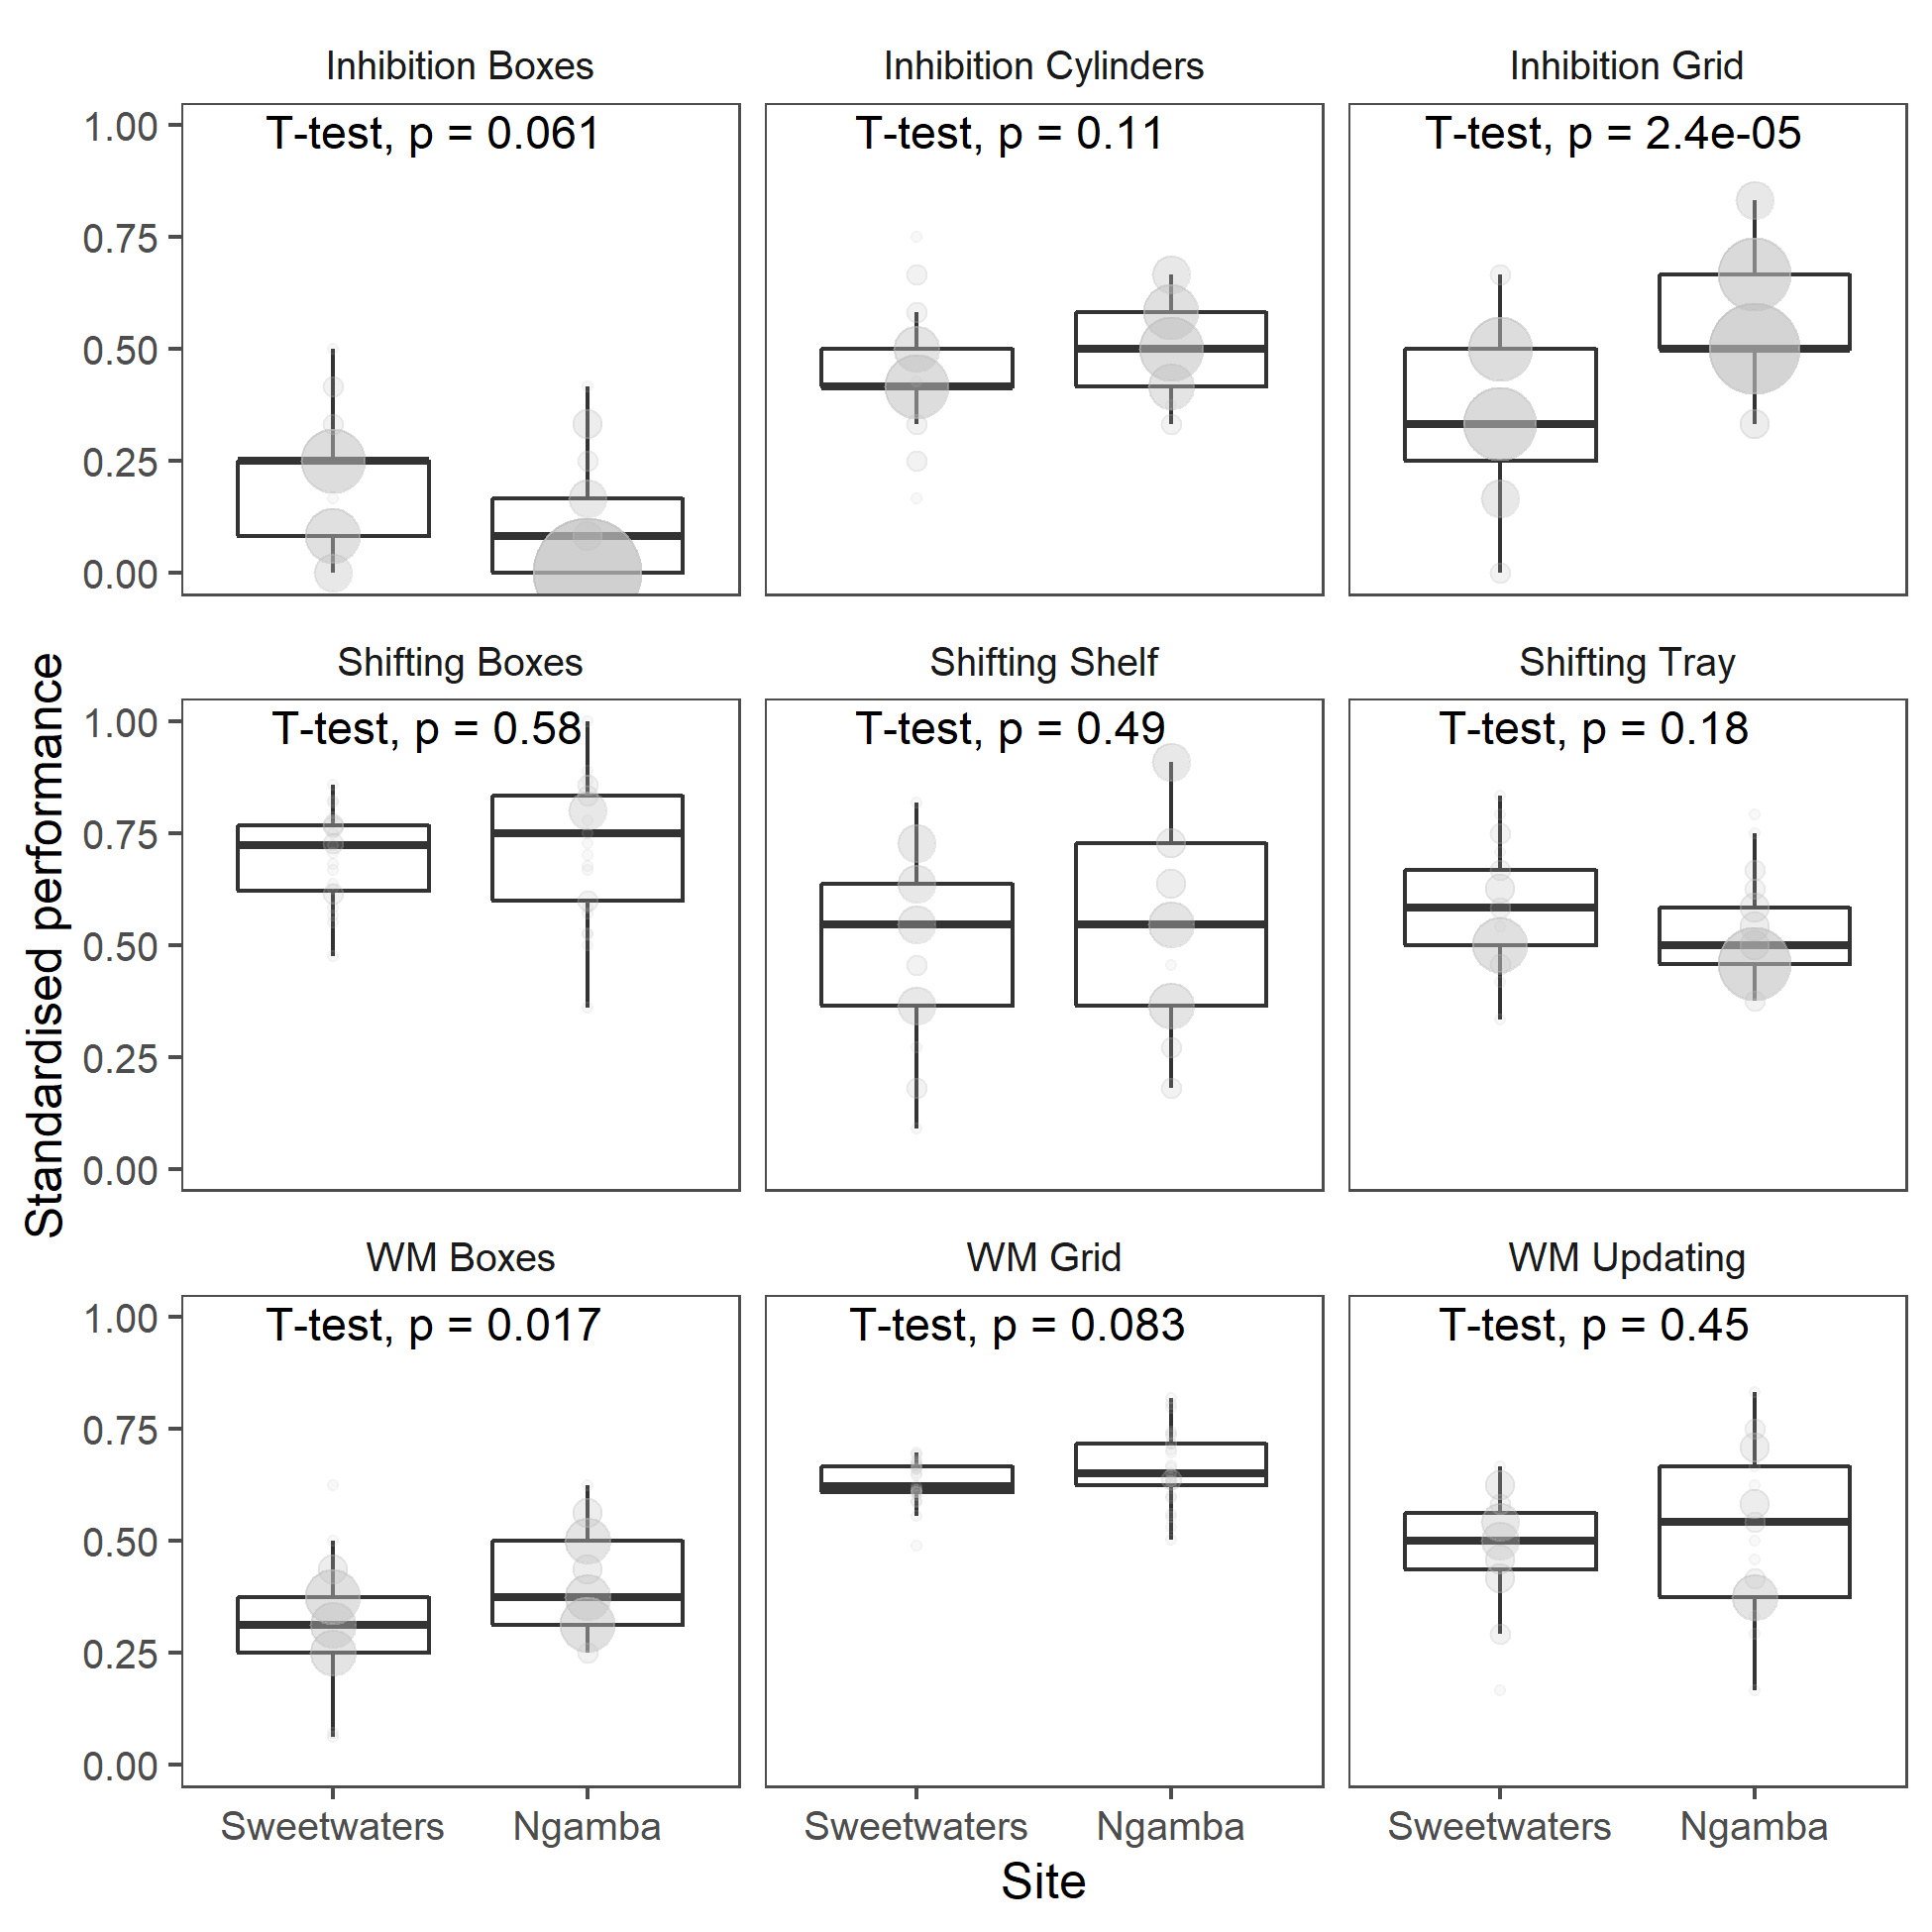 Inhibition Boxes
Inhibition Cylinders
Inhibition Grid
T-test, p = 0.061
T-test, p = 0.11
T-test, p = 2.4e-05
1.00
0.75
0.50
0.25
0.00
Shifting Boxes
Shifting Shelf
Shifting Tray
T-test, p = 0.58
T-test, p = 0.49
T-test, p = 0.18
1.00
0.75
0.50
0.25
0.00
Standardised performance
WM Boxes
WM Grid
WM Updating
T-test, p = 0.017
T-test, p = 0.083
T-test, p = 0.45
1.00
0.75
0.50
0.25
0.00
Sweetwaters
Ngamba
Sweetwaters
Ngamba
Sweetwaters
Ngamba
Site